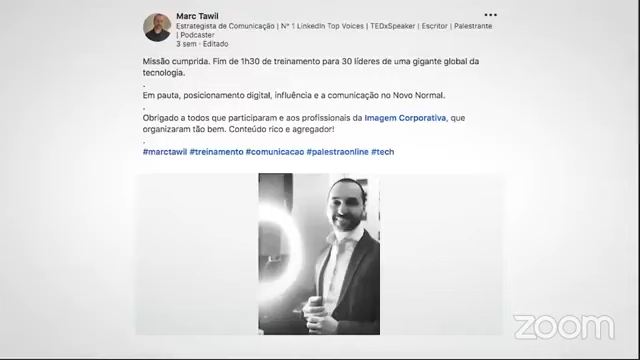 Marc Tawil
Estrategista de Comunicação | Nº 1 LinkedIn Top Voices | TEDxSpeaker | Escritor | Palestrante
| Podcaster
3 sem · Editado
Missão cumprida. Fim de 1h30 de treinamento para 30 líderes de uma gigante global da
tecnologia.
.
Em pauta, posicionamento digital, influência e a comunicação no Novo Normal.
.
Obrigado a todos que participaram e aos profissionais da Imagem Corporativa, que
organizaram tão bem. Conteúdo rico e agregador!
.
#marctawil #treinamento #comunicacao #palestraonline #tech
zoom